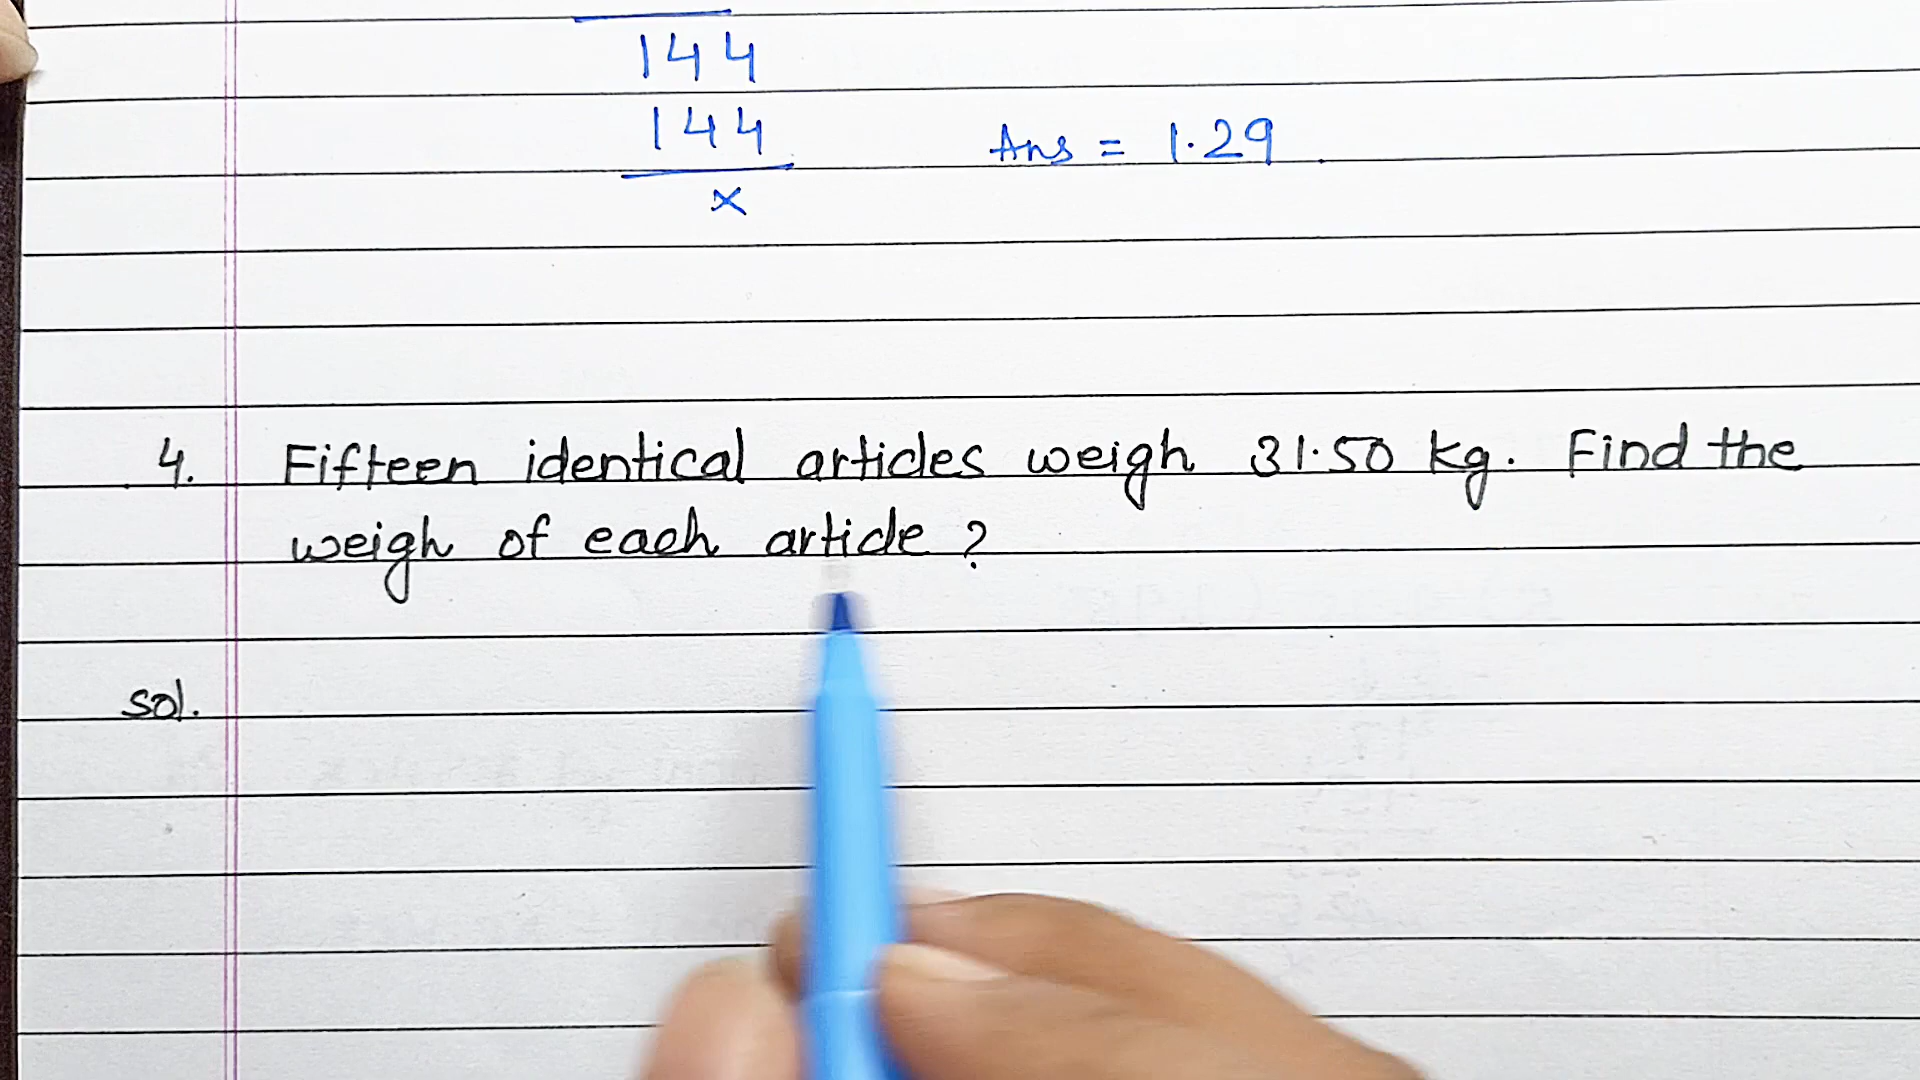 144
144 Ans = 1.29
x
4. Fifteen identical articles weigh 31.50 kg. Find the
weigh of each article ?
sol.